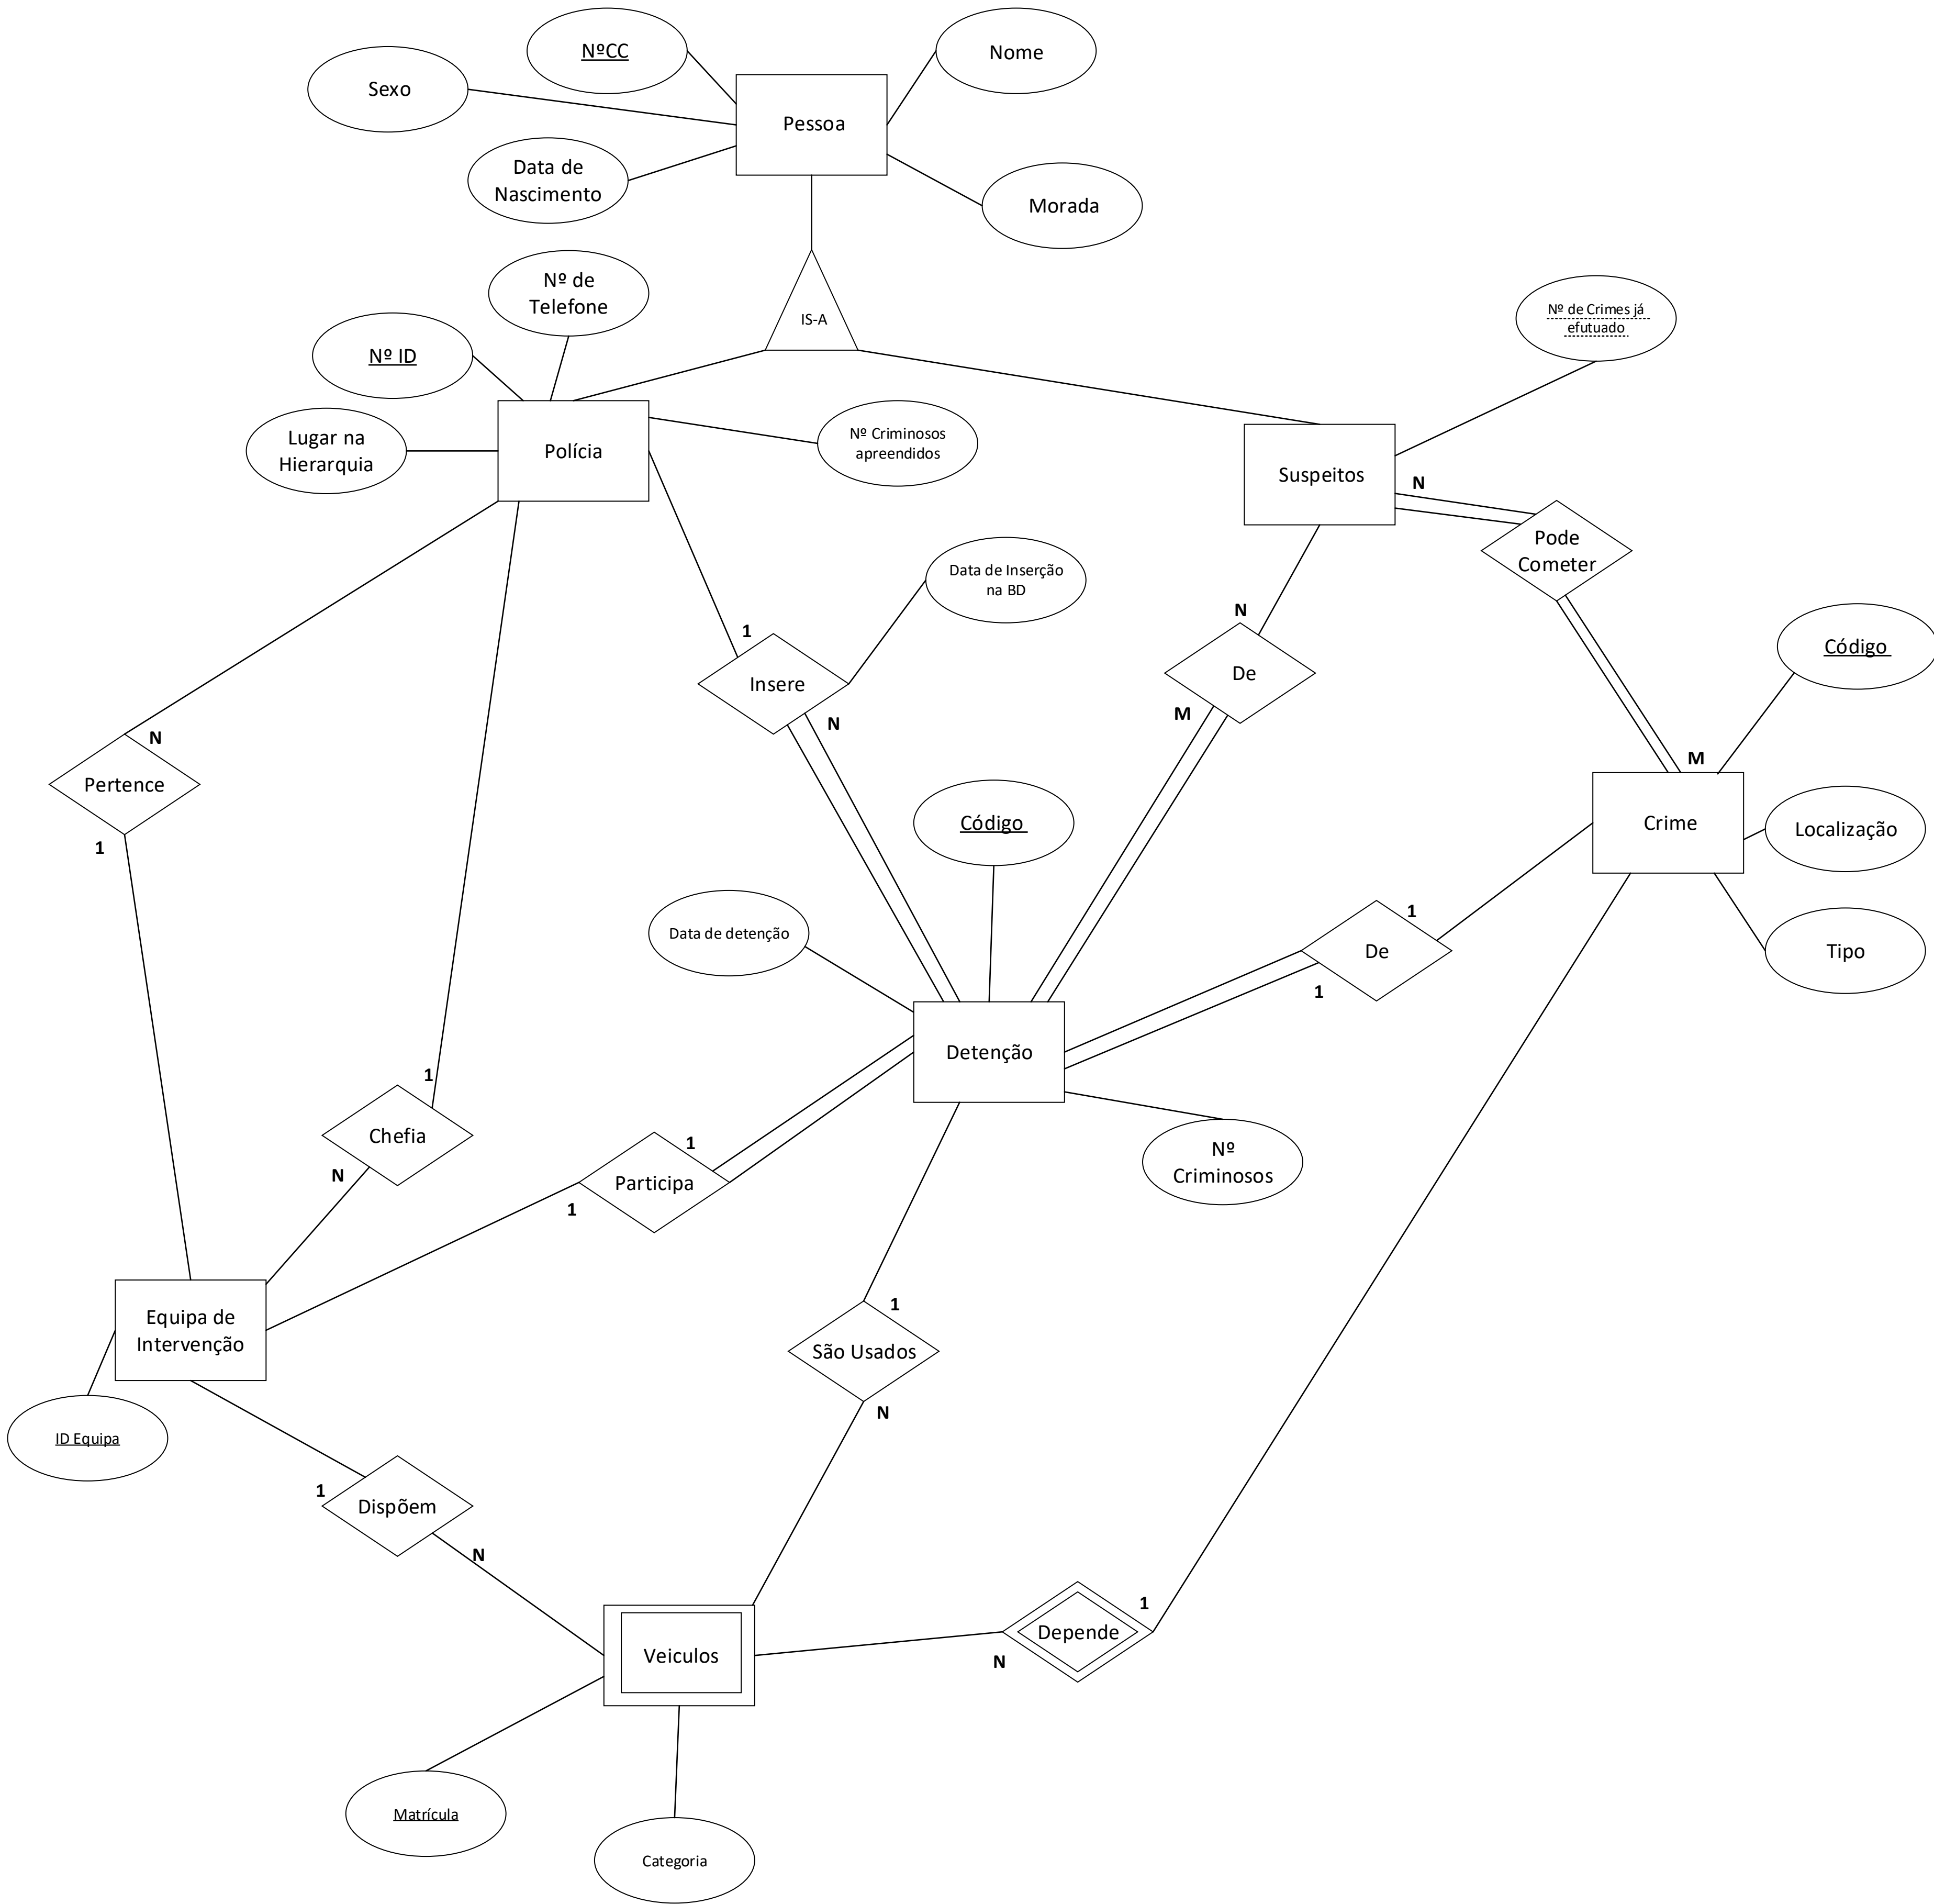 NºCC
Nome
Sexo
Pessoa
Data de
Nascimento
Morada
Nº de
Telefone
IS-A
Nº de Crimes já
efutuado
Nº ID
Lugar na
Hierarquia
Polícia
Nº Criminosos
apreendidos
Suspeitos
N
Pode
Cometer
Data de Inserção
na BD
N
1
Insere
De
Código
M
N
N
M
Pertence
1
Código
Crime
Localização
Data de detenção
1
De
Tipo
1
Detenção
1
Chefia
1
N
Participa
1
Nº
Criminosos
Equipa de
Intervenção
1
São Usados
N
ID Equipa
1
Dispõem
N
Veiculos
1
Depende
N
Matrícula
Categoria